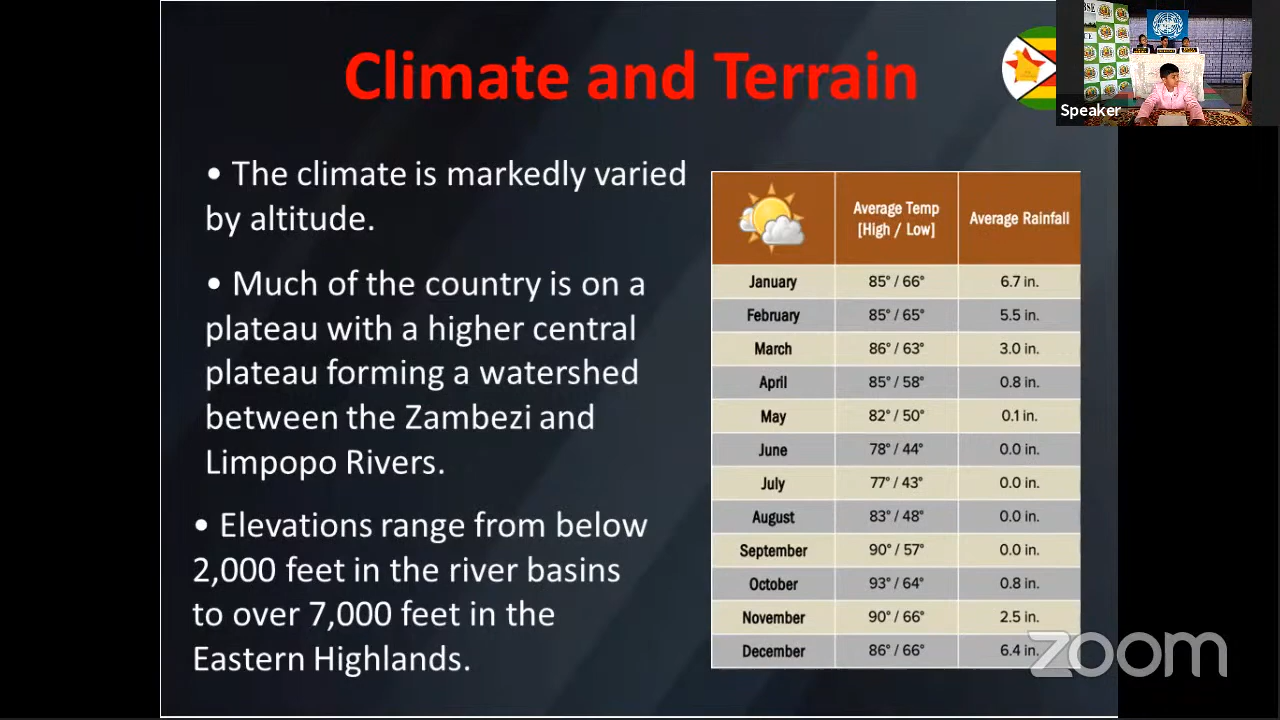 Climate and Terrain
Speaker
• The climate is markedly varied
by altitude.
• Much of the country is on a
plateau with a higher central
plateau forming a watershed
between the Zambezi and
Limpopo Rivers.
• Elevations range from below
2,000 feet in the river basins
to over 7,000 feet in the
Eastern Highlands.
Average Temp [High / Low] Average Rainfall
January 85° / 66° 6.7 in.
February 85° / 65° 5.5 in.
March 86° / 63° 3.0 in.
April 85° / 58° 0.8 in.
May 82° / 50° 0.1 in.
June 78° / 44° 0.0 in.
July 77° / 43° 0.0 in.
August 83° / 48° 0.0 in.
September 90° / 57° 0.0 in.
October 93° / 64° 0.8 in.
November 90° / 66° 2.5 in.
December 86° / 66° 6.4 in.
zoom